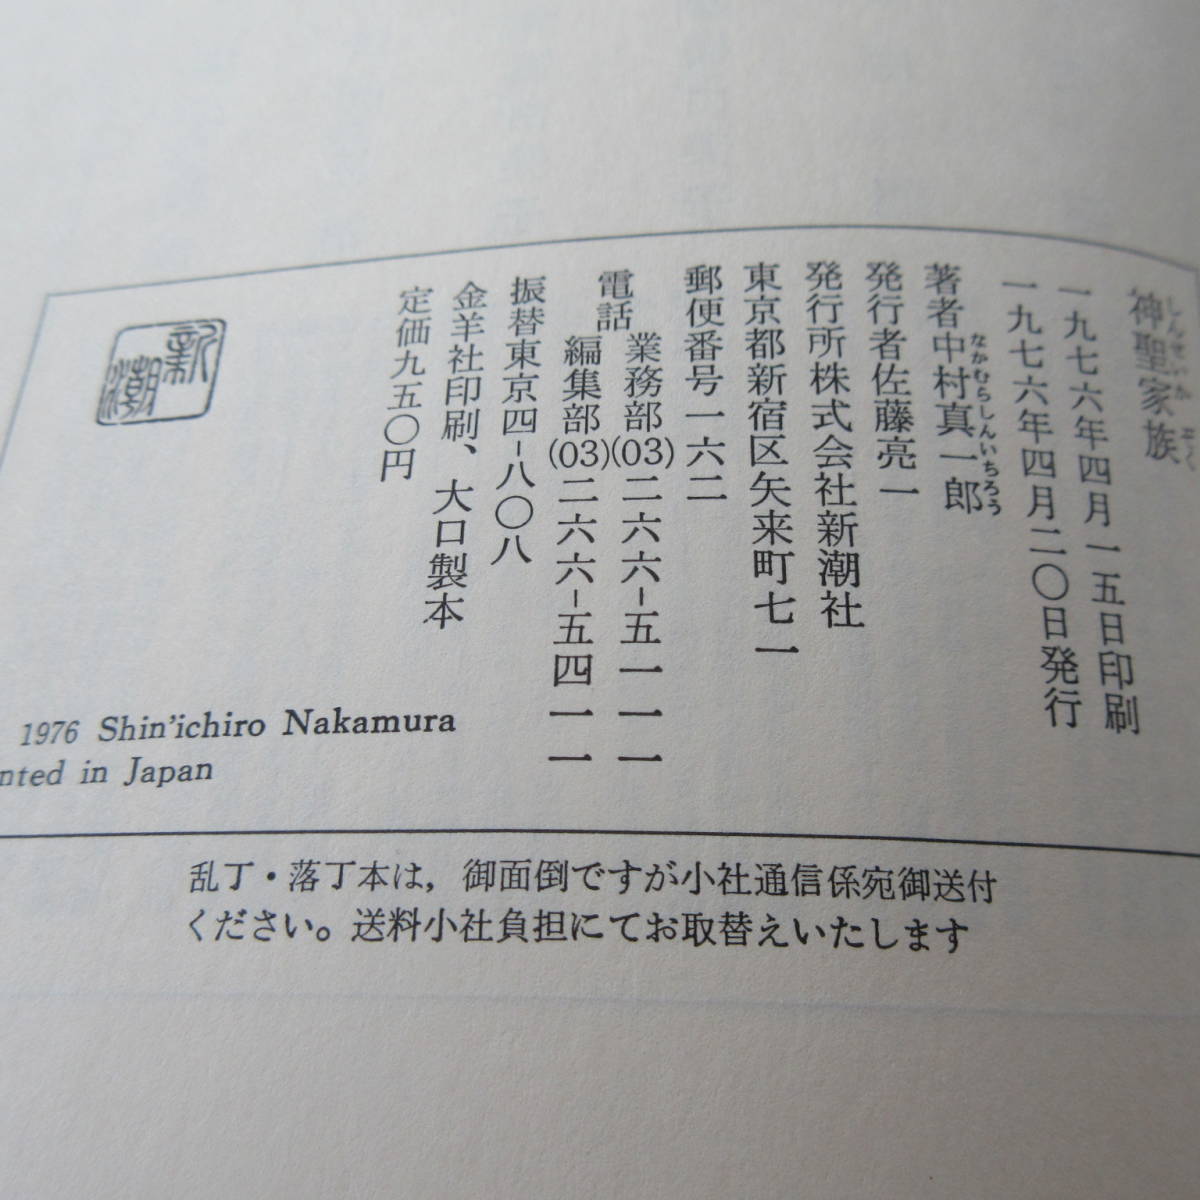 神聖家族
しんせいかぞく
一九七六年四月一五日印刷
一九七六年四月二〇日発行
著者中村真一郎
なかむらしんいちろう
発行者佐藤亮一
発行所株式会社新潮社
東京都新宿区矢来町七一
郵便番号一六二
電話
業務部(03)二六六-五一一一
編集部(03)二六六-五四一一
振替東京四-八〇八
金羊社印刷、大口製本
定価九五〇円
新潮
1976 Shin'ichiro Nakamura
nted in Japan
乱丁・落丁本は，御面倒ですが小社通信係宛御送付
ください。送料小社負担にてお取替えいたします